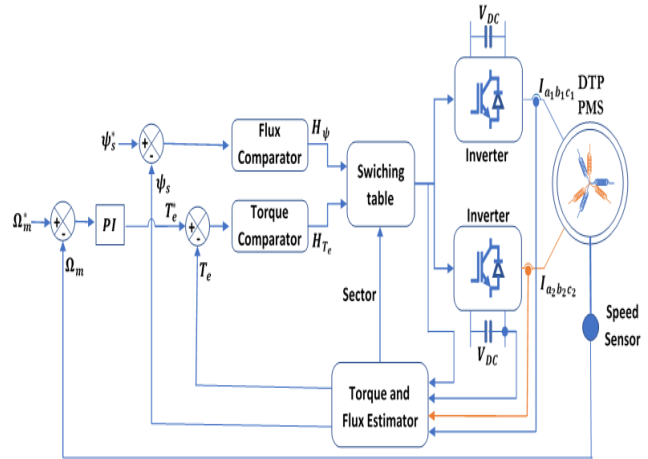 V_DC
I_a1b1c1
DTP
PMS
Flux
Comparator
H_ψ
ψ_s^*
+
-
ψ_s
Inverter
Swiching
table
Ω_m^*
+
-
PI
T_e^*
+
-
Torque
Comparator
H_Te
Inverter
Ω_m
T_e
Sector
I_a2b2c2
Speed
Sensor
V_DC
Torque and
Flux Estimator